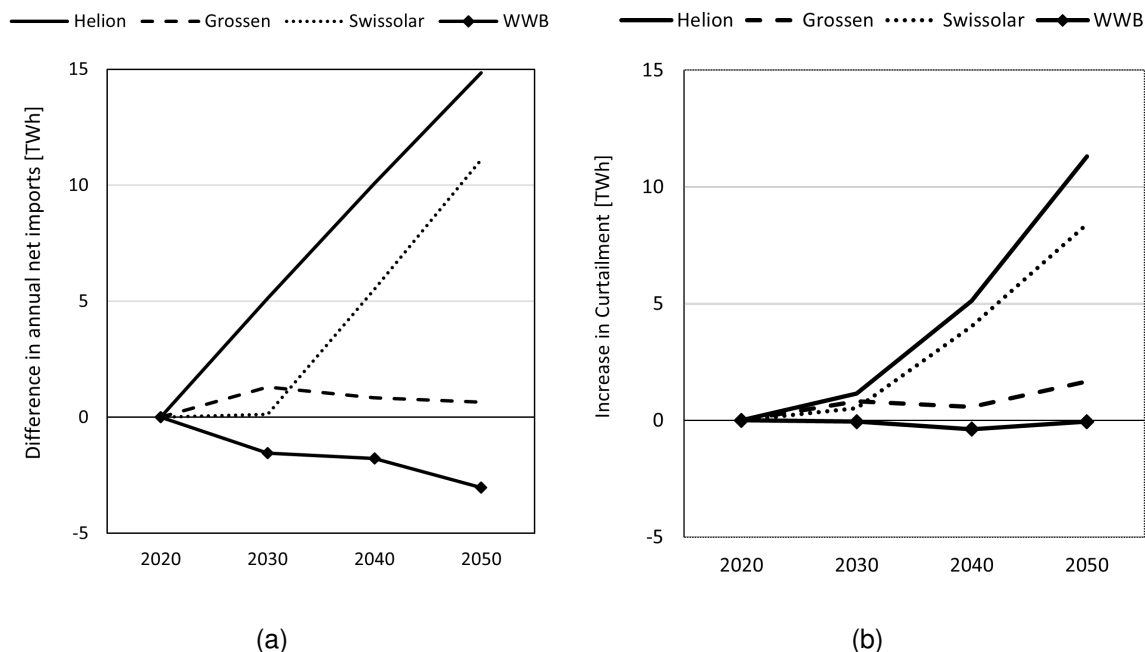 Helion Grossen Swissolar WWB
Difference in annual net imports [TWh]
15
10
5
0
-5
2020 2030 2040 2050
(a)
Helion Grossen Swissolar WWB
Increase in Curtailment [TWh]
15
10
5
0
-5
2020 2030 2040 2050
(b)